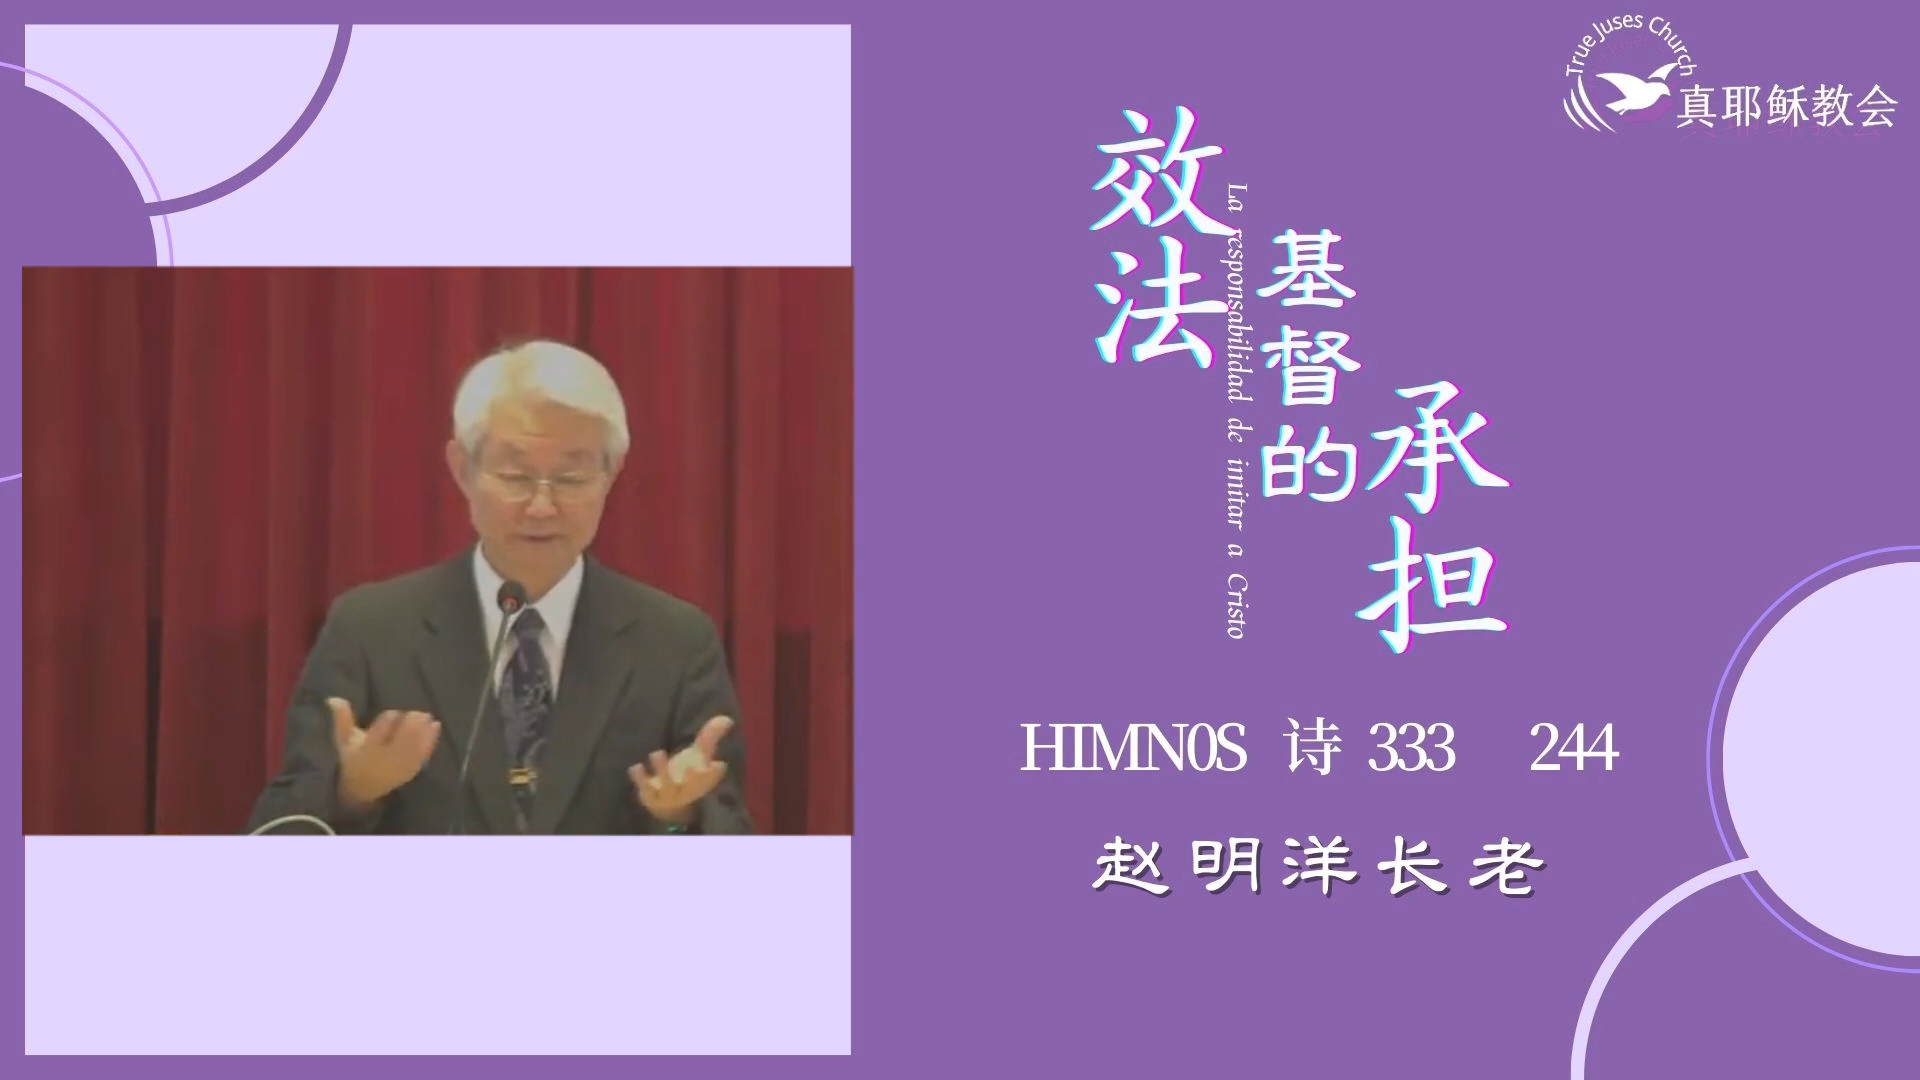 True Juses Church
真耶稣教会
效法
基督的
承担
La responsabilidad de imitar a Cristo
HIMN0S 诗 333 244
赵明洋长老